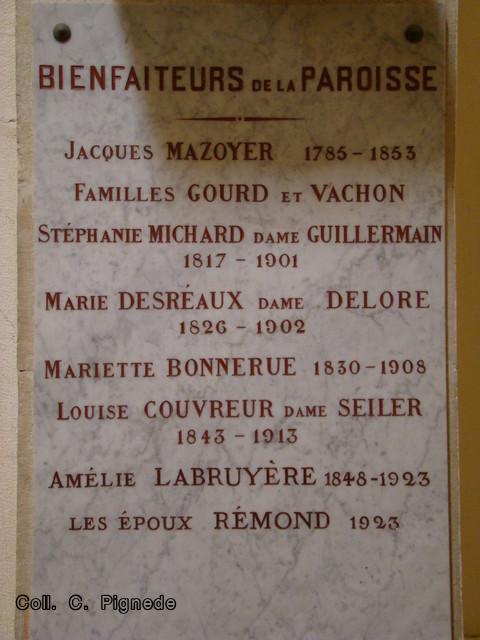 BIENFAITEURS DE LA PAROISSE
JACQUES MAZOYER 1785-1853
FAMILLES GOURD ET VACHON
STÉPHANIE MICHARD DAME GUILLERMAIN
1817-1901
MARIE DESRÉAUX DAME DELORE
1826-1902
MARIETTE BONNERUE 1830-1908
LOUISE COUVREUR DAME SEILER
1843-1913
AMÉLIE LABRUYÈRE 1848-1923
LES ÉPOUX RÉMOND 1923
Coll. C. Pignede